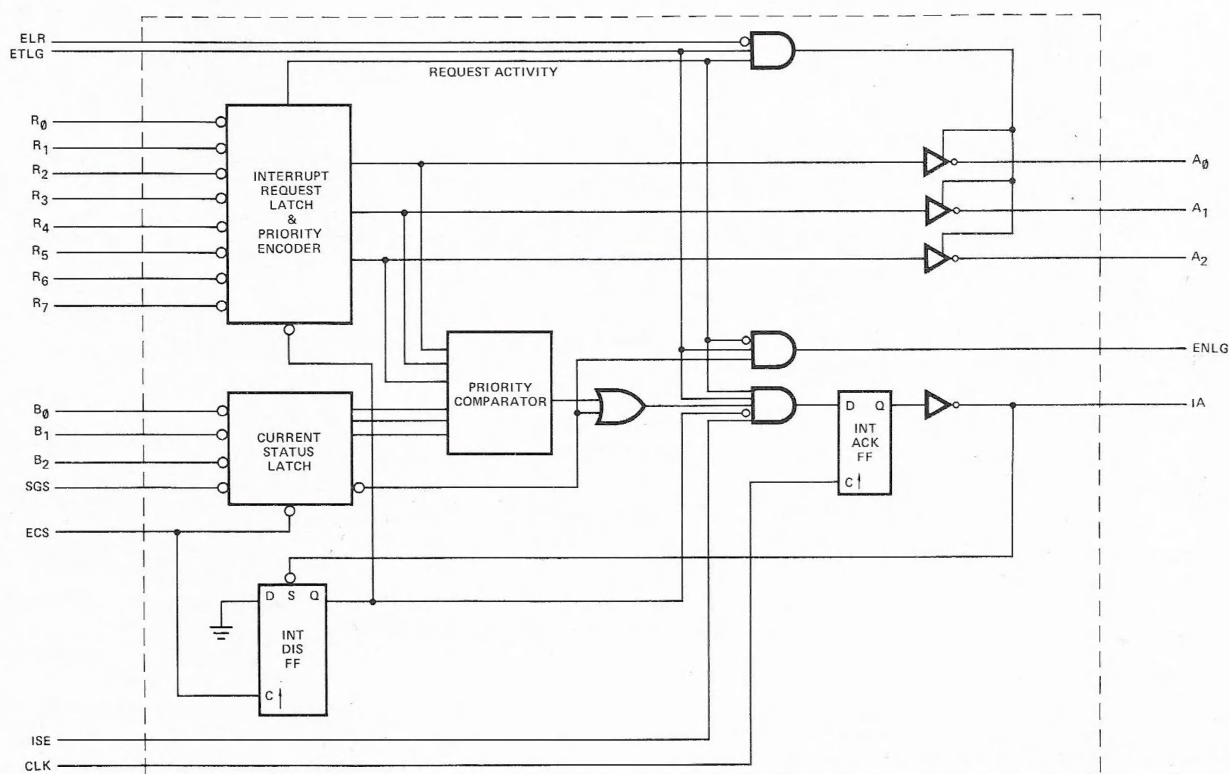 ELR
ETLG
REQUEST ACTIVITY
R0
R1
R2
R3
R4
R5
R6
R7
INTERRUPT
REQUEST
LATCH
&
PRIORITY
ENCODER
A0
A1
A2
ENLG
PRIORITY
COMPARATOR
B0
B1
B2
SGS
ECS
CURRENT
STATUS
LATCH
D Q
INT
ACK
FF
C↑
IA
D S Q
INT
DIS
FF
C↑
ISE
CLK